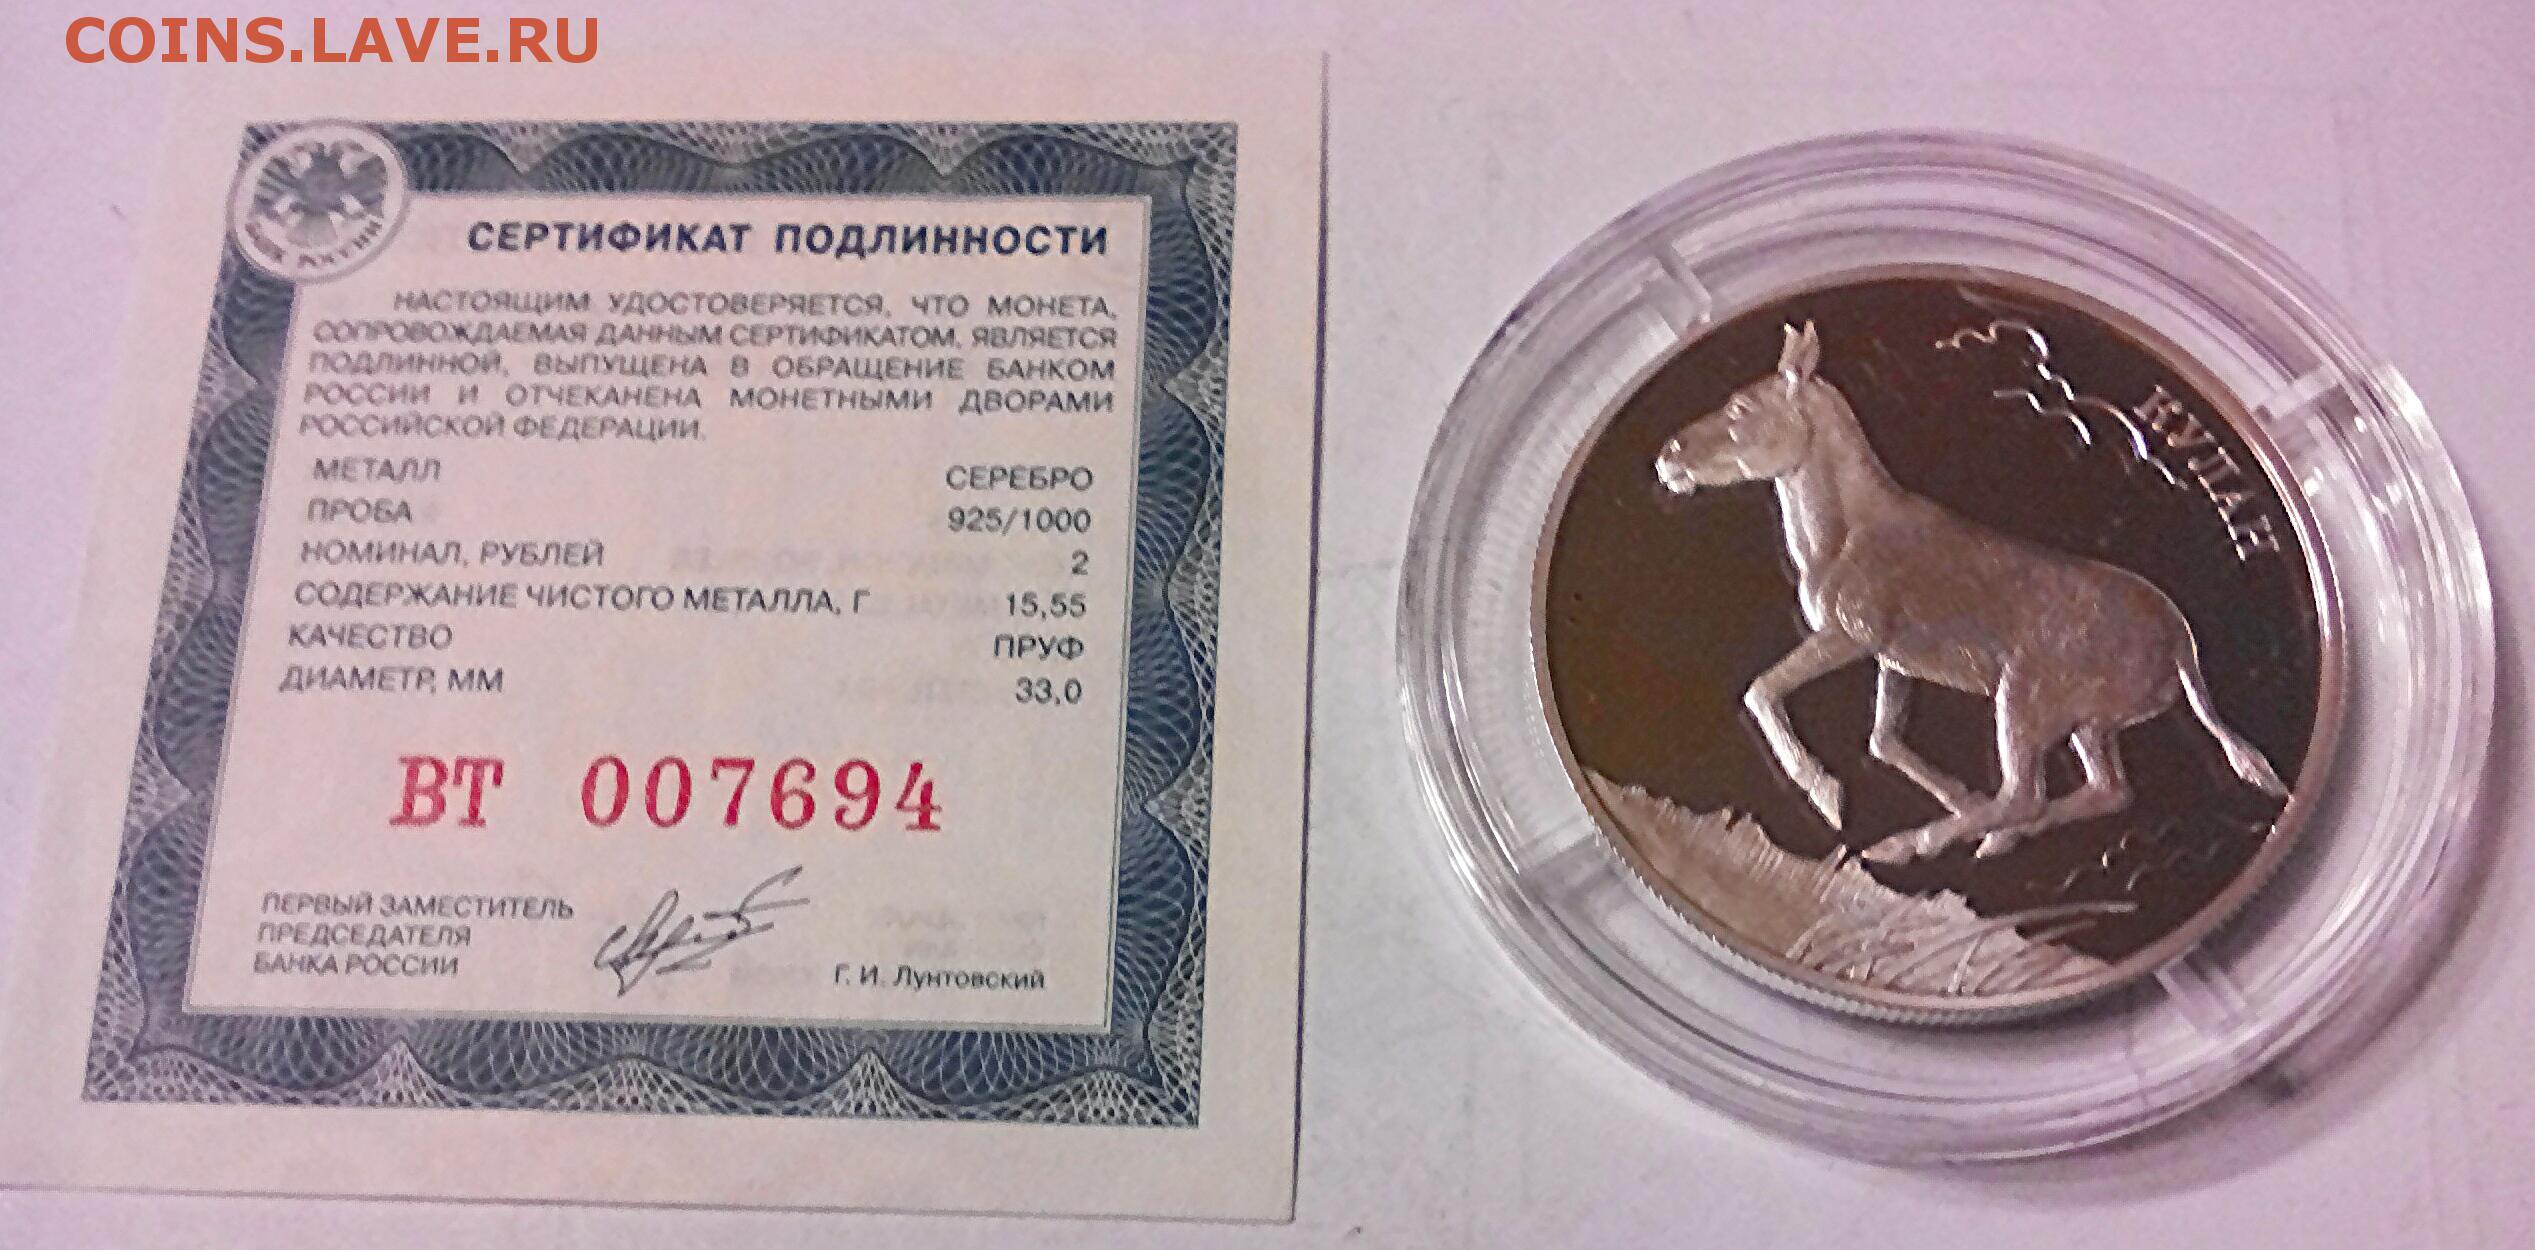 COINS.LAVE.RU
БАНК РОССИИ
СЕРТИФИКАТ ПОДЛИННОСТИ
НАСТОЯЩИМ УДОСТОВЕРЯЕТСЯ, ЧТО МОНЕТА,
СОПРОВОЖДАЕМАЯ ДАННЫМ СЕРТИФИКАТОМ, ЯВЛЯЕТСЯ
ПОДЛИННОЙ, ВЫПУЩЕНА В ОБРАЩЕНИЕ БАНКОМ
РОССИИ И ОТЧЕКАНЕНА МОНЕТНЫМИ ДВОРАМИ
РОССИЙСКОЙ ФЕДЕРАЦИИ.
МЕТАЛЛ СЕРЕБРО
ПРОБА 925/1000
НОМИНАЛ, РУБЛЕЙ 2
СОДЕРЖАНИЕ ЧИСТОГО МЕТАЛЛА, Г 15,55
КАЧЕСТВО ПРУФ
ДИАМЕТР, ММ 33,0
ВТ 007694
ПЕРВЫЙ ЗАМЕСТИТЕЛЬ
ПРЕДСЕДАТЕЛЯ
БАНКА РОССИИ
Г. И. Лунтовский
КУЛАН